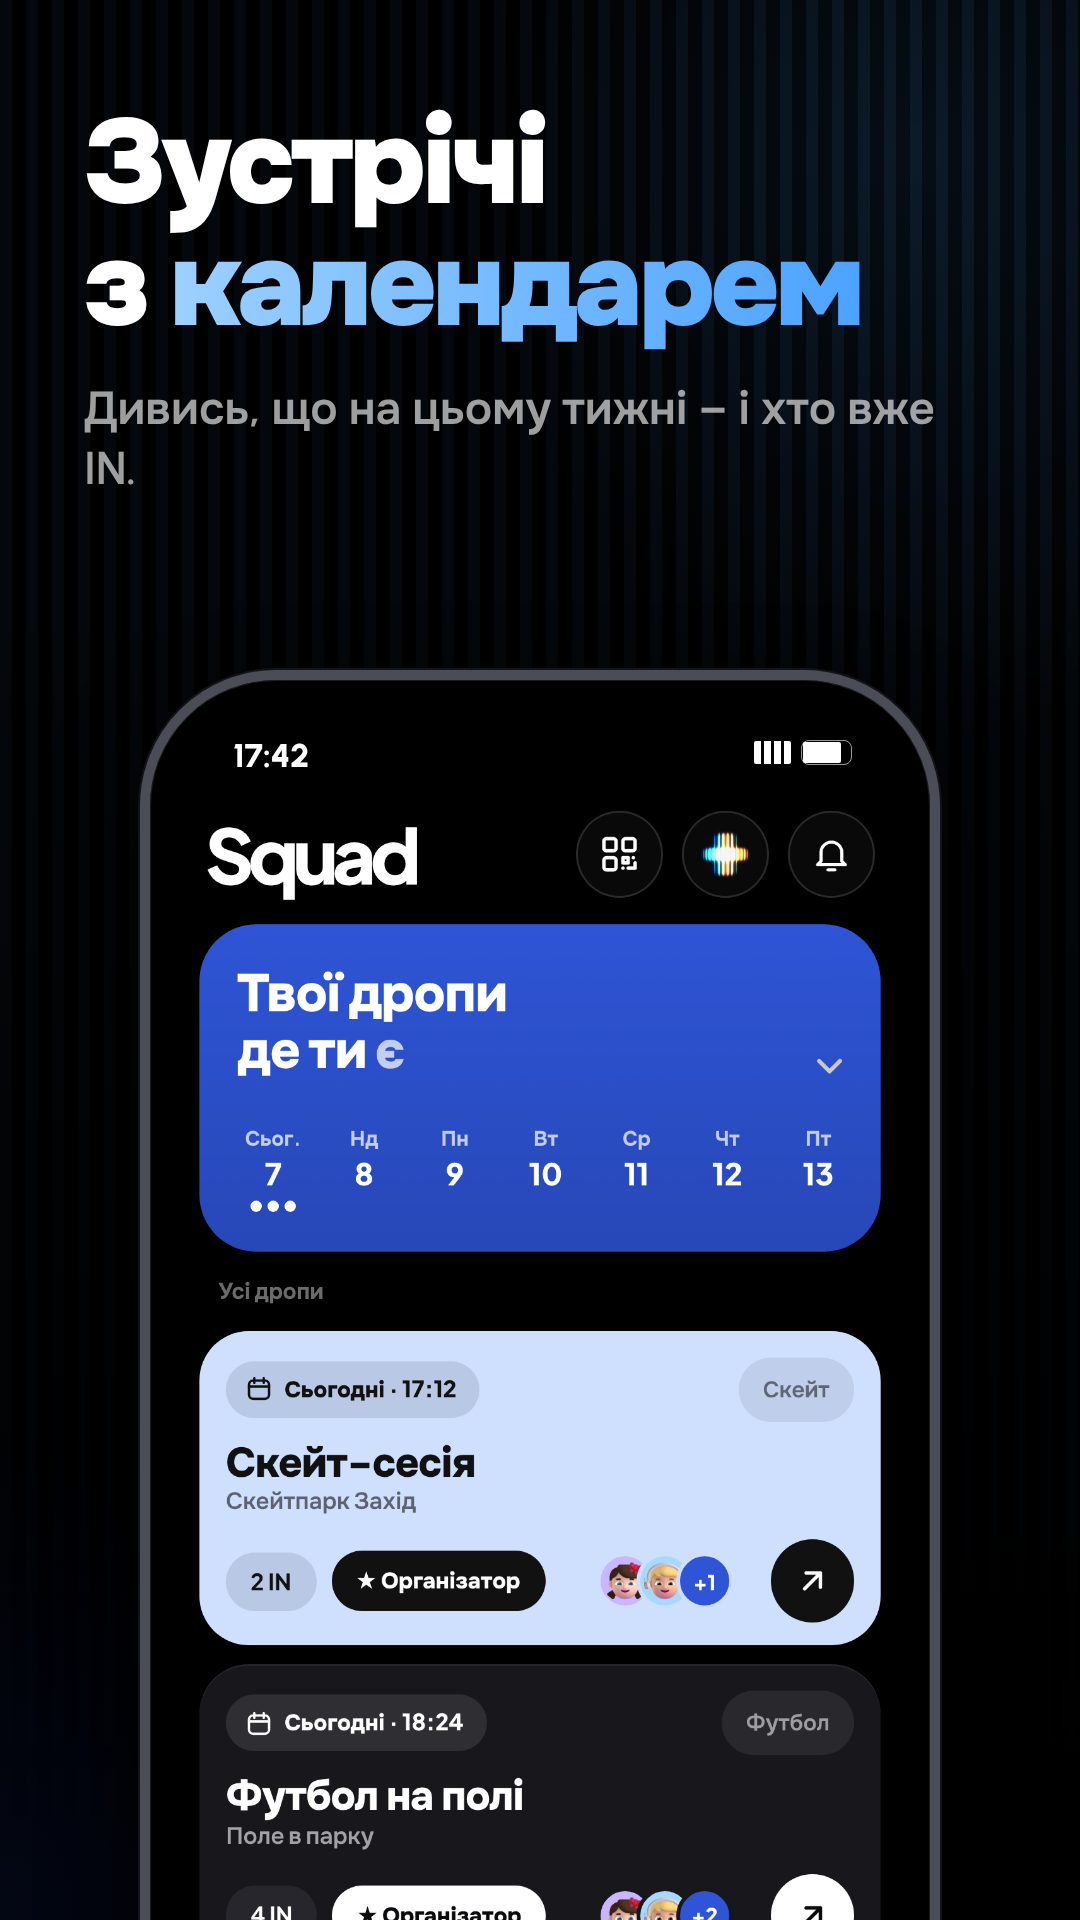 Зустрічі
з календарем
Дивись, що на цьому тижні – і хто вже
IN.
17:42
Squad
Твої дропи
де ти є
Сьог. Нд Пн Вт Ср Чт Пт
7 8 9 10 11 12 13
Усі дропи
Сьогодні · 17:12 Скейт
Скейт-сесія
Скейтпарк Захід
2 IN ★ Організатор +1
Сьогодні · 18:24 Футбол
Футбол на полі
Поле в парку
4 IN ★ Організатор +2